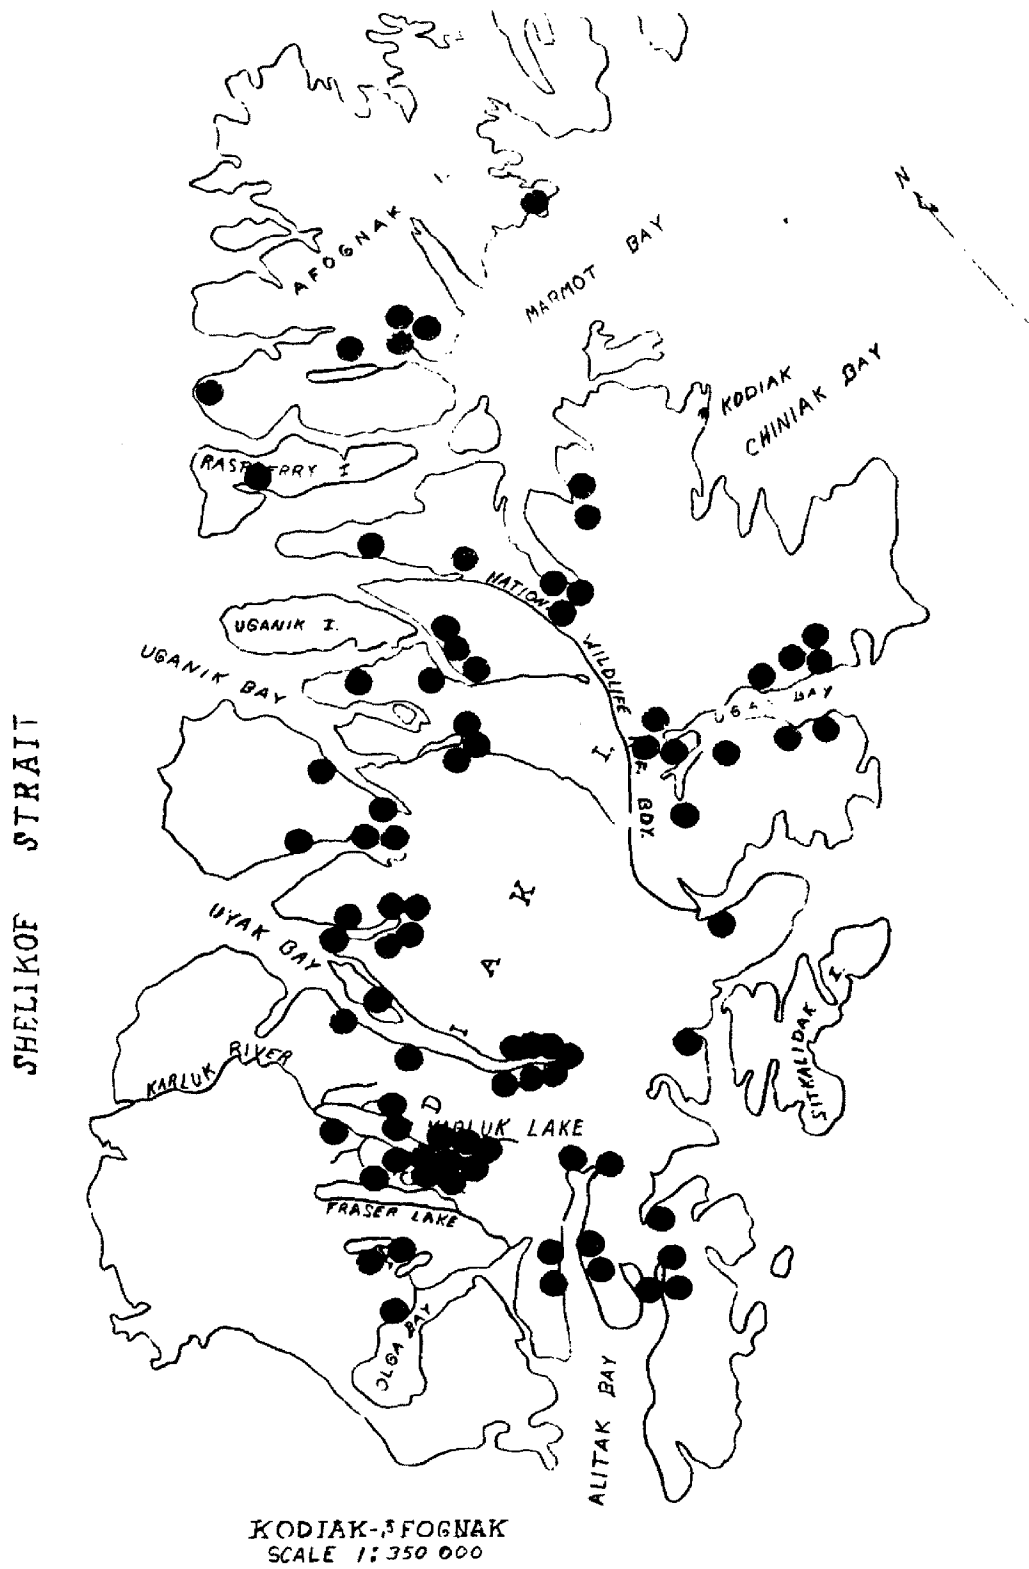 N
AFOGNAK
MARMOT BAY
KODIAK
CHINIAK BAY
RASPBERRY I
NATION
WILDLIFE
UGANIK I.
UGANIK BAY
BAY
I
BDY.
SHELIKOF STRAIT
K
A
I
D
UYAK BAY
KARLUK RIVER
SITKALIDAK I
KARLUK LAKE
FRASER LAKE
OLGA BAY
ALITAK BAY
KODIAK-AFOGNAK
SCALE 1:350 000